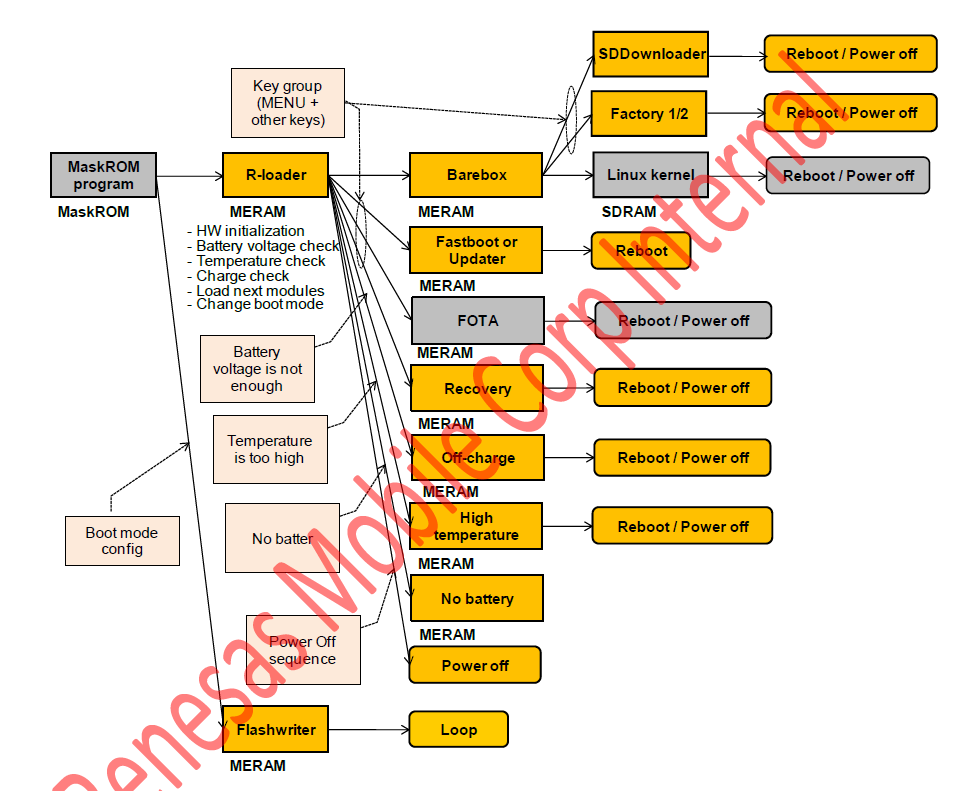 SDDownloader
Reboot / Power off
Key group
(MENU +
other keys)
Factory 1/2
Reboot / Power off
MaskROM
program
MaskROM
R-loader
MERAM
Barebox
MERAM
Linux kernel
SDRAM
Reboot / Power off
- HW initialization
- Battery voltage check
- Temperature check
- Charge check
- Load next modules
- Change boot mode
Fastboot or
Updater
MERAM
Reboot
FOTA
MERAM
Reboot / Power off
Battery
voltage is not
enough
Recovery
MERAM
Reboot / Power off
Temperature
is too high
Off-charge
MERAM
Reboot / Power off
Boot mode
config
No batter
High
temperature
MERAM
Reboot / Power off
No battery
MERAM
Power Off
sequence
Power off
Flashwriter
MERAM
Loop
Renesas Mobile Corp Internal